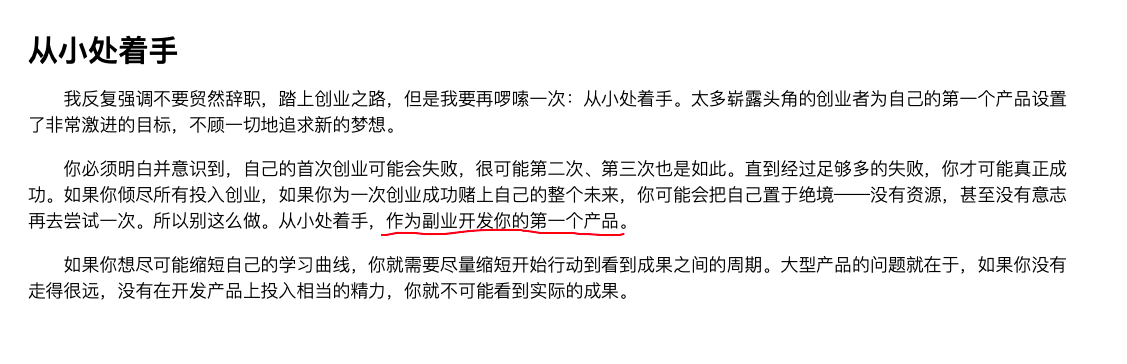 从小处着手
我反复强调不要贸然辞职，踏上创业之路，但是我要再啰嗦一次：从小处着手。太多崭露头角的创业者为自己的第一个产品设置
了非常激进的目标，不顾一切地追求新的梦想。
你必须明白并意识到，自己的首次创业可能会失败，很可能第二次、第三次也是如此。直到经过足够多的失败，你才可能真正成
功。如果你倾尽所有投入创业，如果你为一次创业成功赌上自己的整个未来，你可能会把自己置于绝境——没有资源，甚至没有意志
再去尝试一次。所以别这么做。从小处着手，作为副业开发你的第一个产品。
如果你想尽可能缩短自己的学习曲线，你就需要尽量缩短开始行动到看到成果之间的周期。大型产品的问题就在于，如果你没有
走得很远，没有在开发产品上投入相当的精力，你就不可能看到实际的成果。